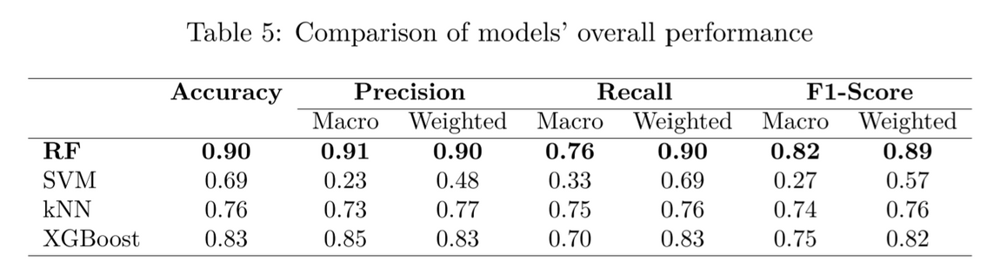 Table 5: Comparison of models' overall performance
Accuracy Precision Recall F1-Score
Macro Weighted Macro Weighted Macro Weighted
RF 0.90 0.91 0.90 0.76 0.90 0.82 0.89
SVM 0.69 0.23 0.48 0.33 0.69 0.27 0.57
kNN 0.76 0.73 0.77 0.75 0.76 0.74 0.76
XGBoost 0.83 0.85 0.83 0.70 0.83 0.75 0.82